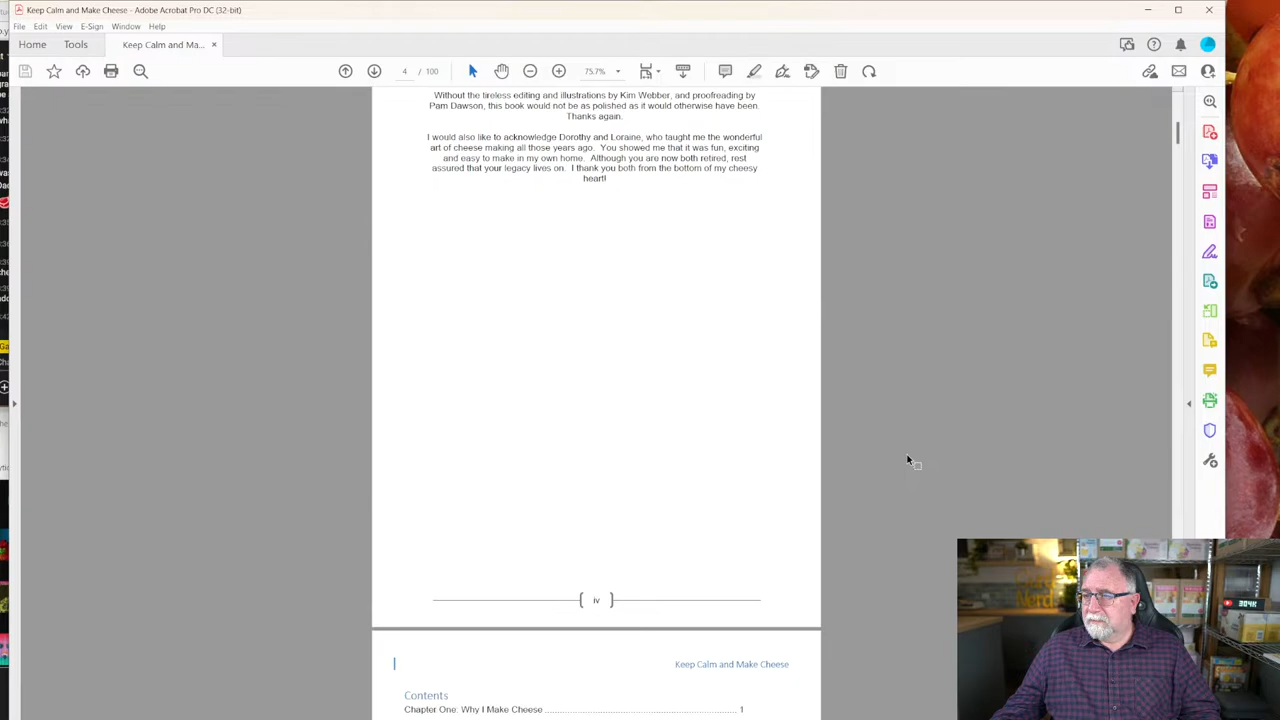 Keep Calm and Make Cheese - Adobe Acrobat Pro DC (32-bit)
File Edit View E-Sign Window Help
Home Tools Keep Calm and Ma... ×
4 / 100 75.7%
Without the tireless editing and illustrations by Kim Webber, and proofreading by
Pam Dawson, this book would not be as polished as it would otherwise have been.
Thanks again.
I would also like to acknowledge Dorothy and Loraine, who taught me the wonderful
art of cheese making all those years ago. You showed me that it was fun, exciting
and easy to make in my own home. Although you are now both retired, rest
assured that your legacy lives on. I thank you both from the bottom of my cheesy
heart!
iv
Keep Calm and Make Cheese
Contents
Chapter One: Why I Make Cheese ........................................................ 1
304K